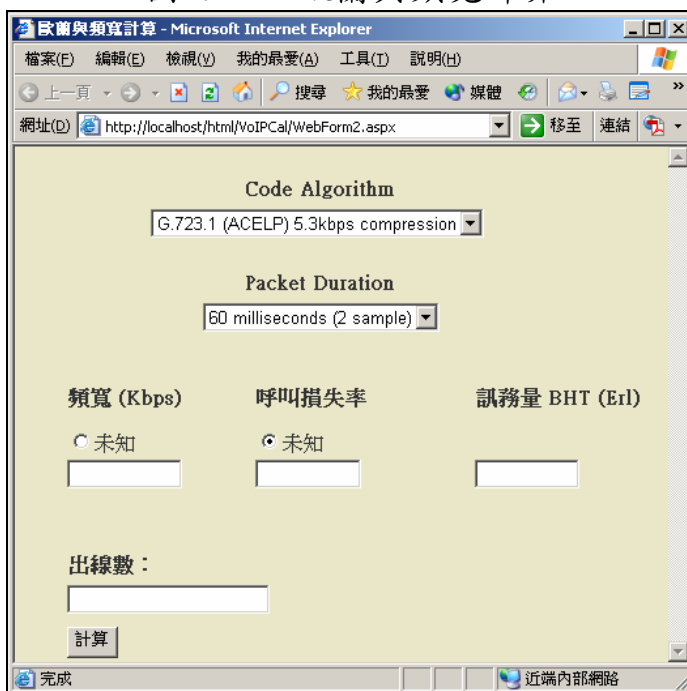 歐蘭與頻寬計算 - Microsoft Internet Explorer
檔案(F) 編輯(E) 檢視(V) 我的最愛(A) 工具(T) 說明(H)
上一頁 搜尋 我的最愛 媒體 »
網址(D) http://localhost/html/VoIPCal/WebForm2.aspx 移至 連結
Code Algorithm
G.723.1 (ACELP) 5.3kbps compression
Packet Duration
60 milliseconds (2 sample)
頻寬 (Kbps) 呼叫損失率 訊務量 BHT (Erl)
未知 未知
出線數：
計算
完成 近端內部網路